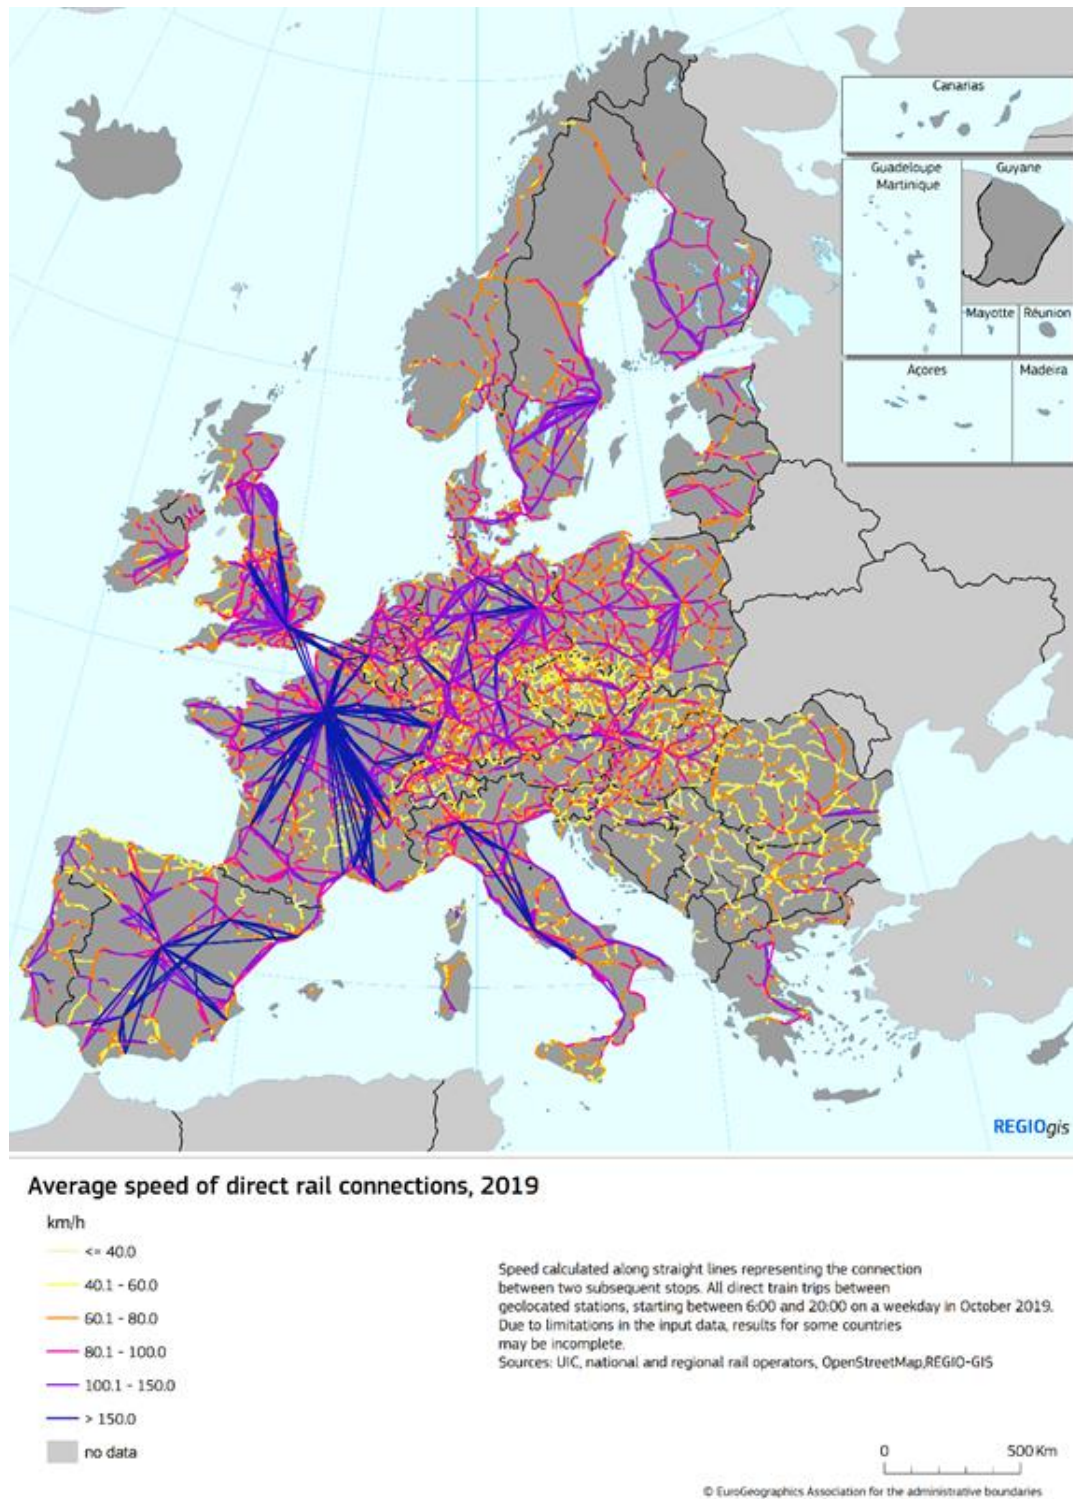 Canarias
Guadeloupe
Martinique
Guyane
Mayotte
Réunion
Açores
Madeira
REGIOgis
Average speed of direct rail connections, 2019
km/h
<= 40.0
40.1 - 60.0
60.1 - 80.0
80.1 - 100.0
100.1 - 150.0
> 150.0
no data
Speed calculated along straight lines representing the connection
between two subsequent stops. All direct train trips between
geolocated stations, starting between 6:00 and 20:00 on a weekday in October 2019.
Due to limitations in the input data, results for some countries
may be incomplete.
Sources: UIC, national and regional rail operators, OpenStreetMap,REGIO-GIS
0 500 Km
© EuroGeographics Association for the administrative boundaries